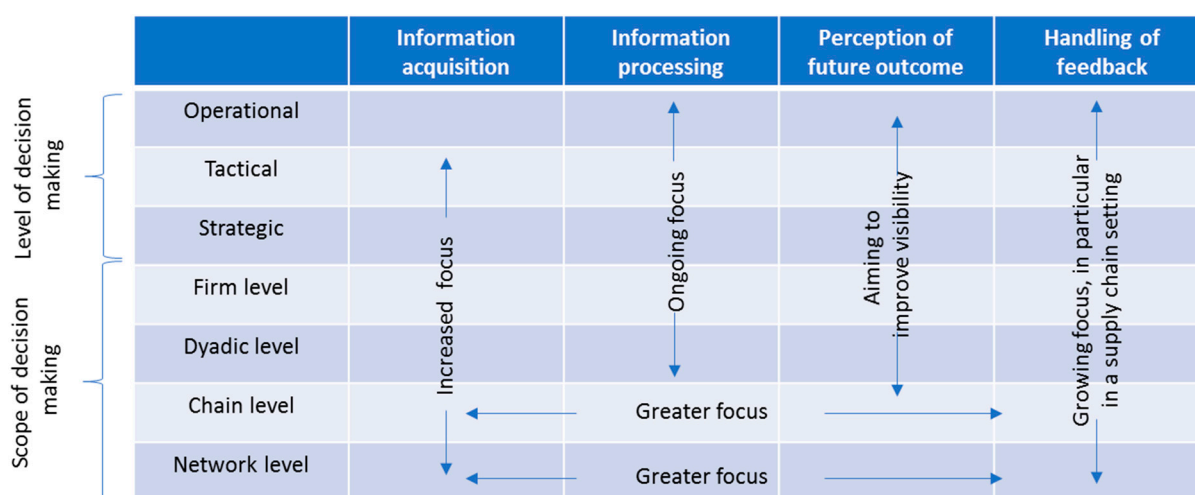 Information
acquisition
Information
processing
Perception of
future outcome
Handling of
feedback
Level of decision
making
Operational
Tactical
Strategic
Scope of decision
making
Firm level
Dyadic level
Chain level
Network level
Increased focus
Ongoing focus
Aiming to
improve visibility
Growing focus, in particular
in a supply chain setting
Greater focus
Greater focus